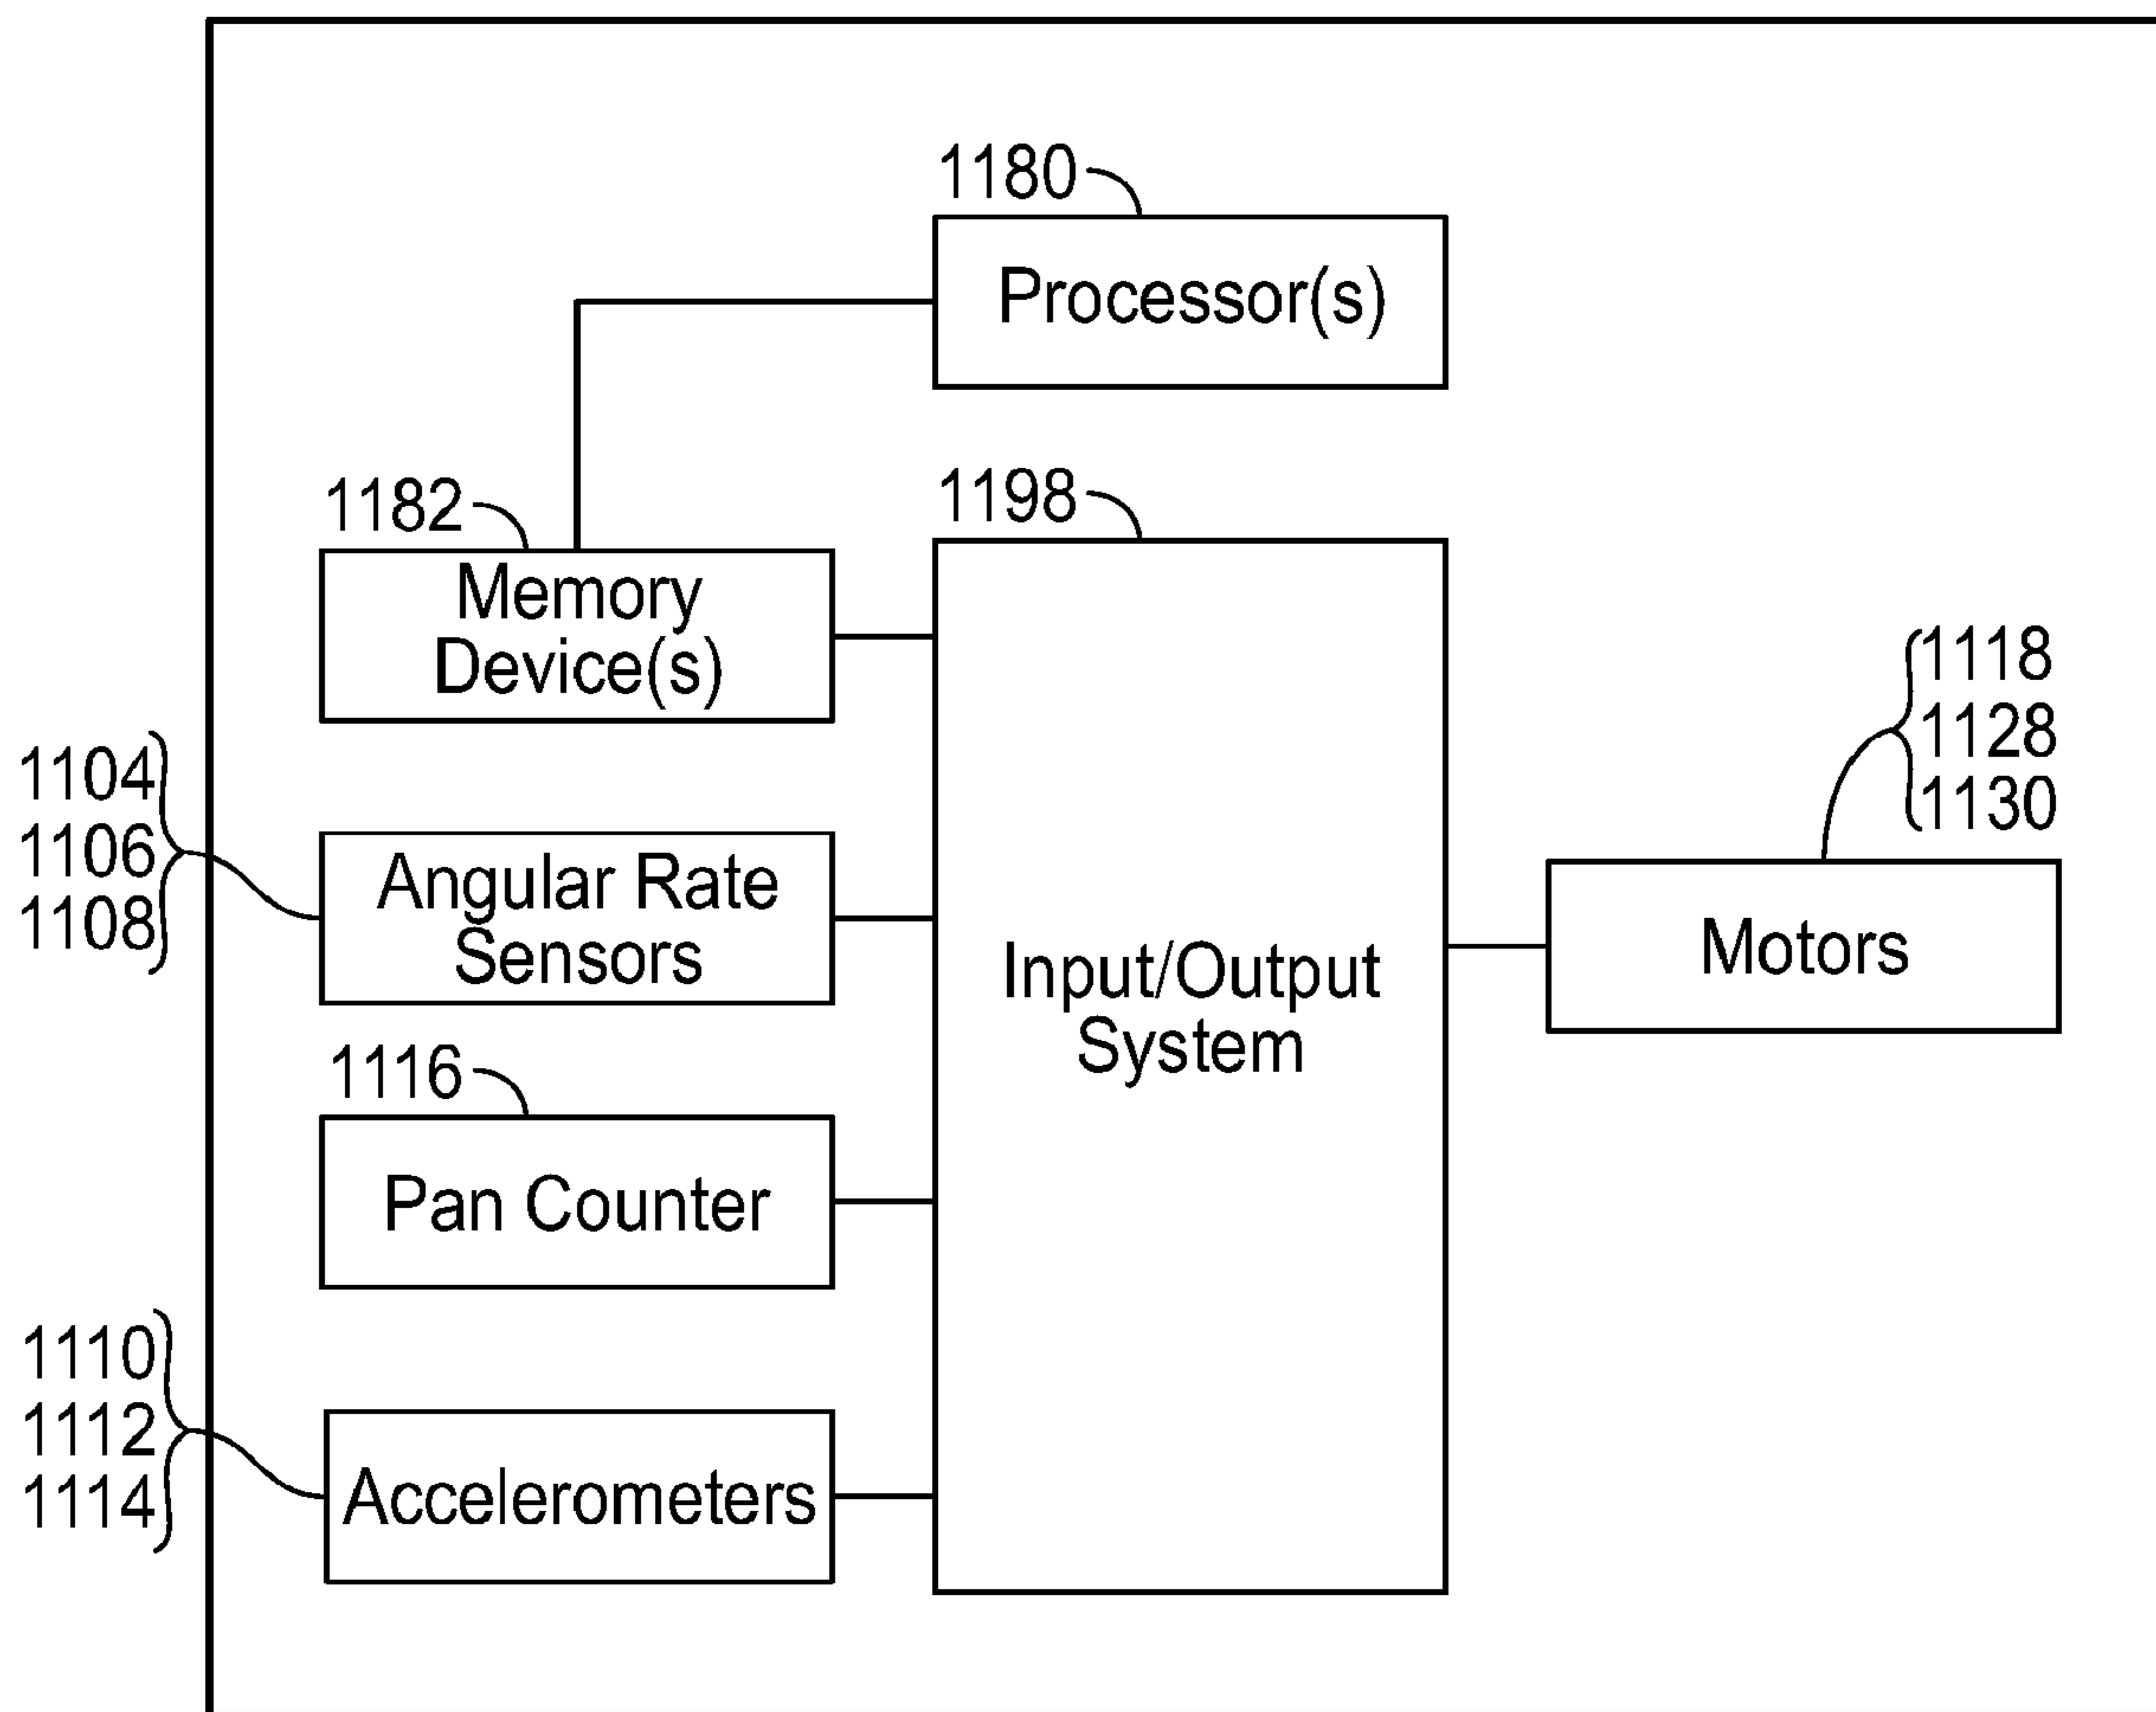 1180
Processor(s)
1182
Memory
Device(s)
1198
Input/Output
System
1104
1106
1108
Angular Rate
Sensors
1118
1128
1130
Motors
1116
Pan Counter
1110
1112
1114
Accelerometers